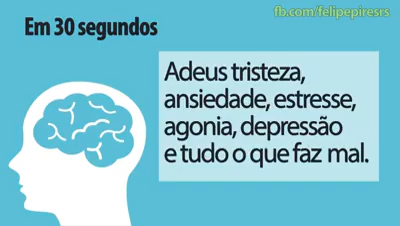 fb.com/felipepiresrs
Em 30 segundos
Adeus tristeza,
ansiedade, estresse,
agonia, depressão
e tudo o que faz mal.